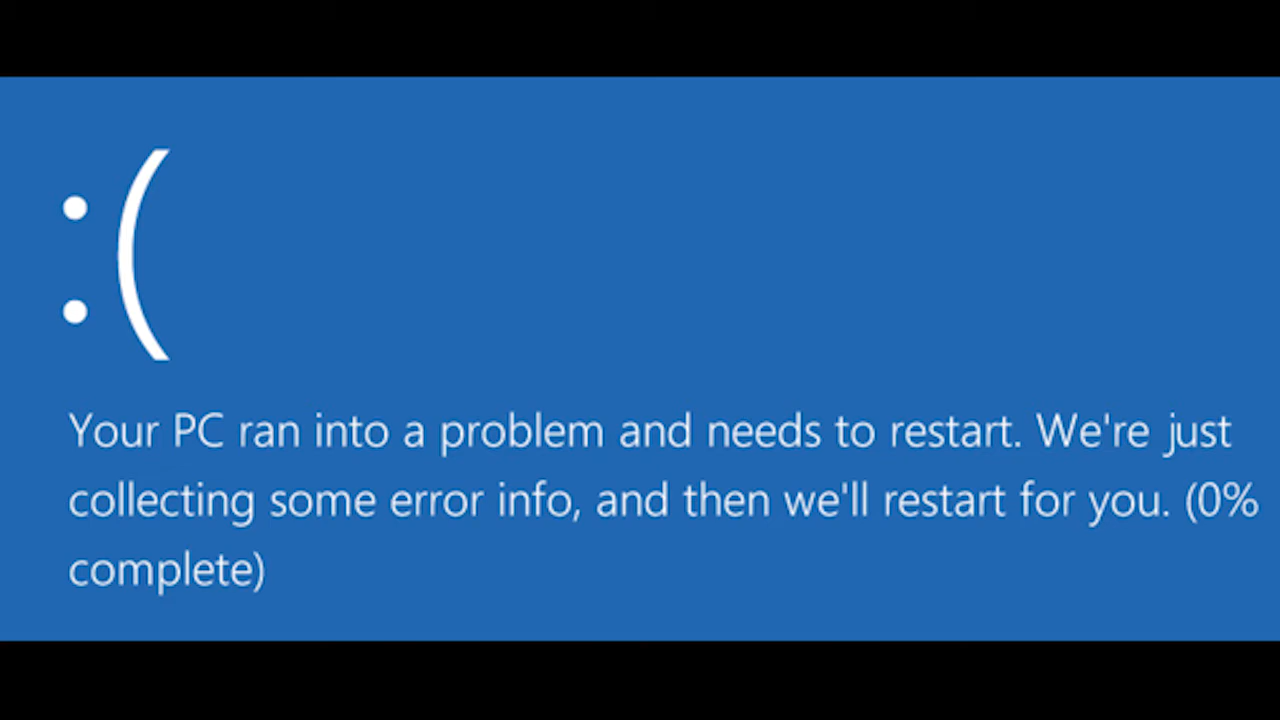 :(
Your PC ran into a problem and needs to restart. We're just
collecting some error info, and then we'll restart for you. (0%
complete)